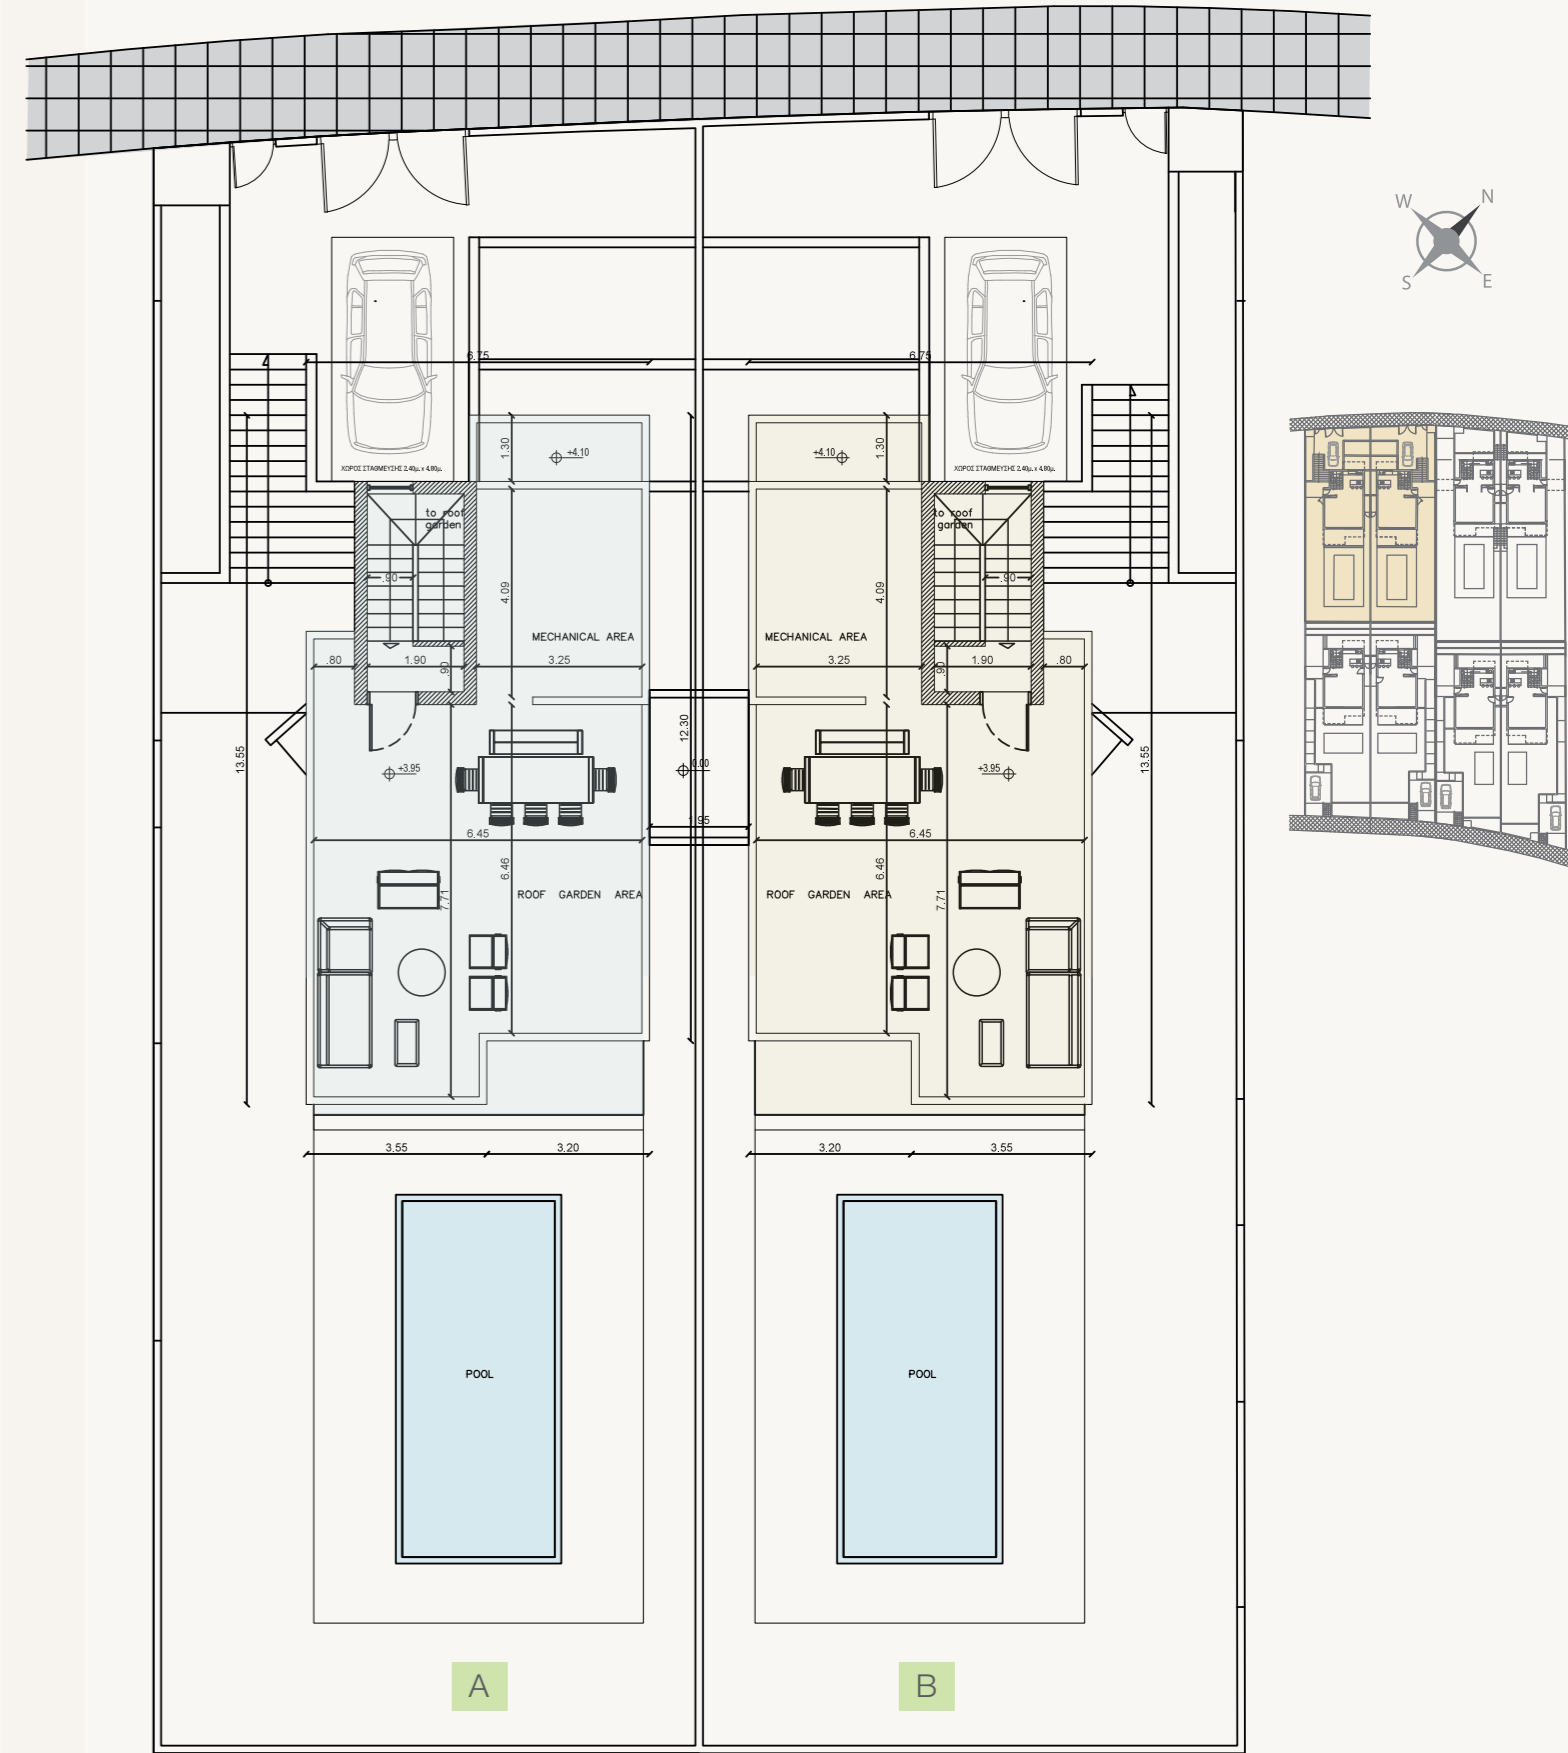 W
N
S
E
6.75
6.75
1.30
+4.10
+4.10
1.30
ΧΩΡΟΣ ΣΤΑΘΜΕΥΣΗΣ 2.40μ. x 4.80μ.
ΧΩΡΟΣ ΣΤΑΘΜΕΥΣΗΣ 2.40μ. x 4.80μ.
to roof
garden
to roof
garden
.90
.90
4.09
4.09
MECHANICAL AREA
MECHANICAL AREA
.80
1.90
.90
3.25
3.25
.90
1.90
.80
13.55
12.30
13.55
+3.95
0.00
+3.95
1.95
6.45
6.45
6.46
6.46
7.71
7.71
ROOF GARDEN AREA
ROOF GARDEN AREA
3.55
3.20
3.20
3.55
POOL
POOL
A
B